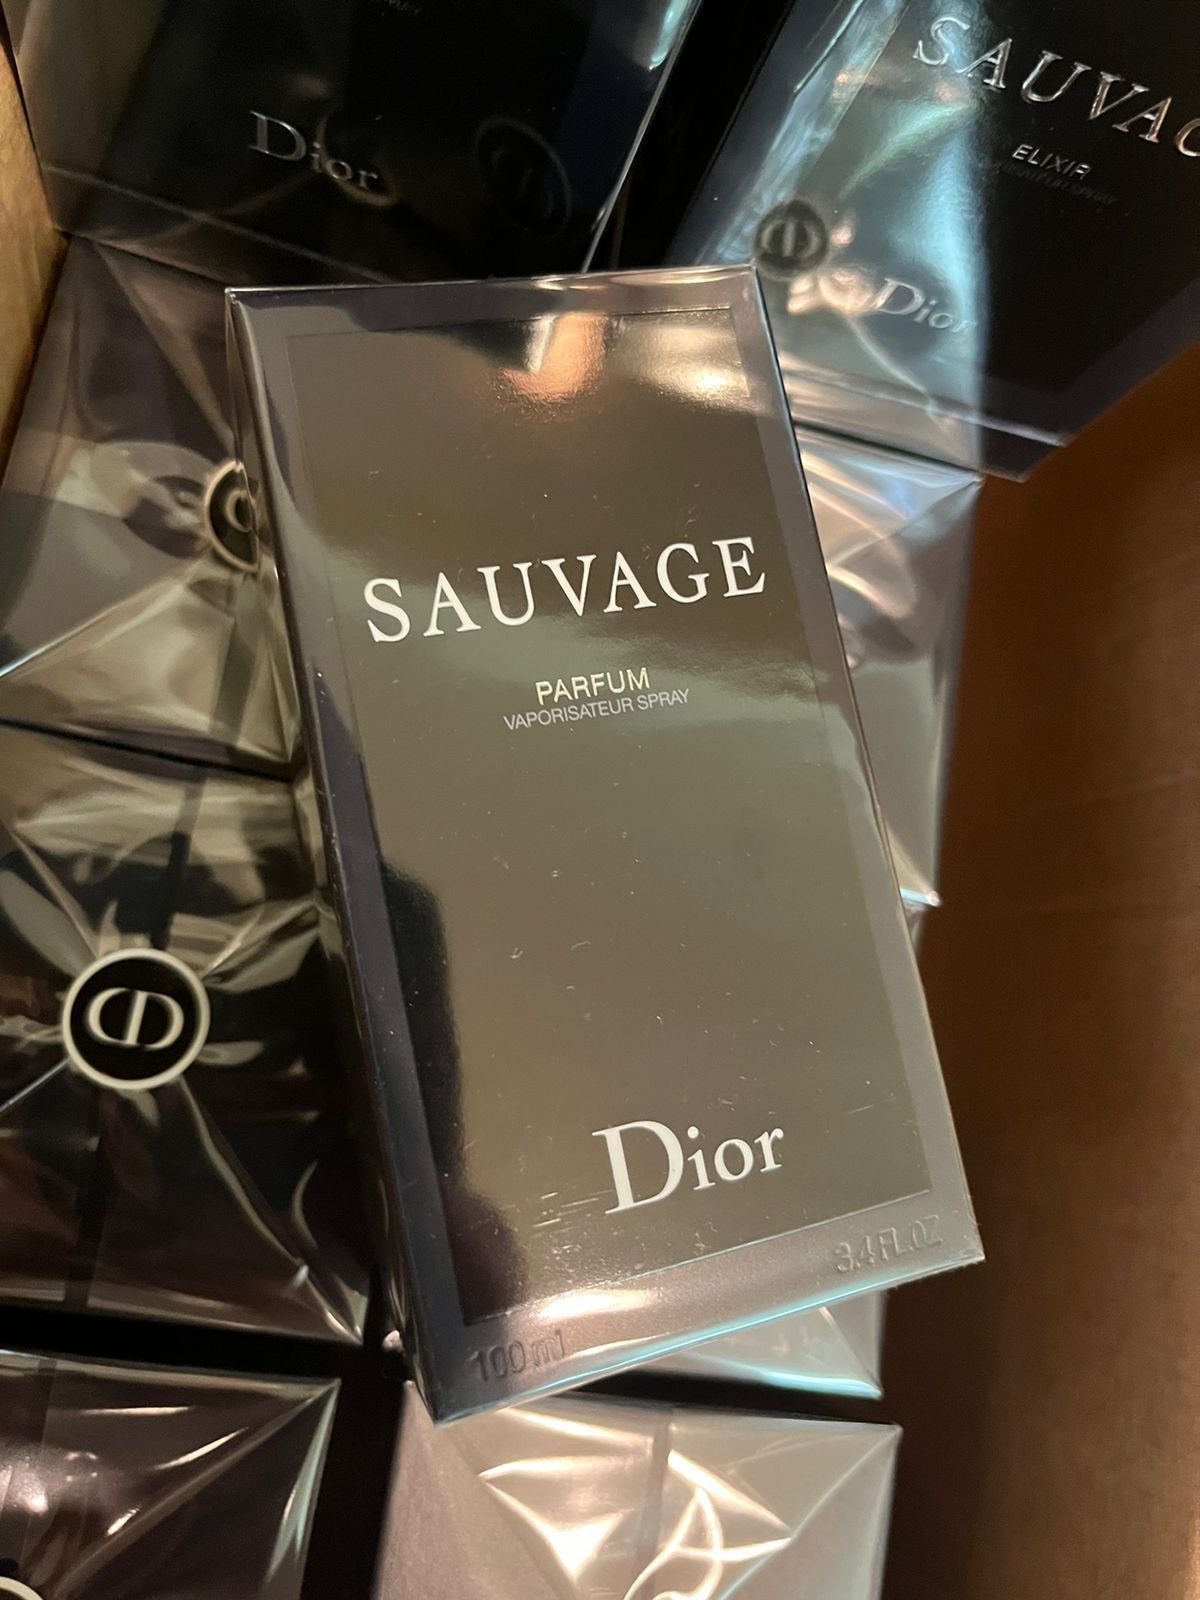 Dior
SAUVAG
ELIXIR
Dior
SAUVAGE
PARFUM
VAPORISATEUR SPRAY
Dior
3.4 FL.OZ
100 ml